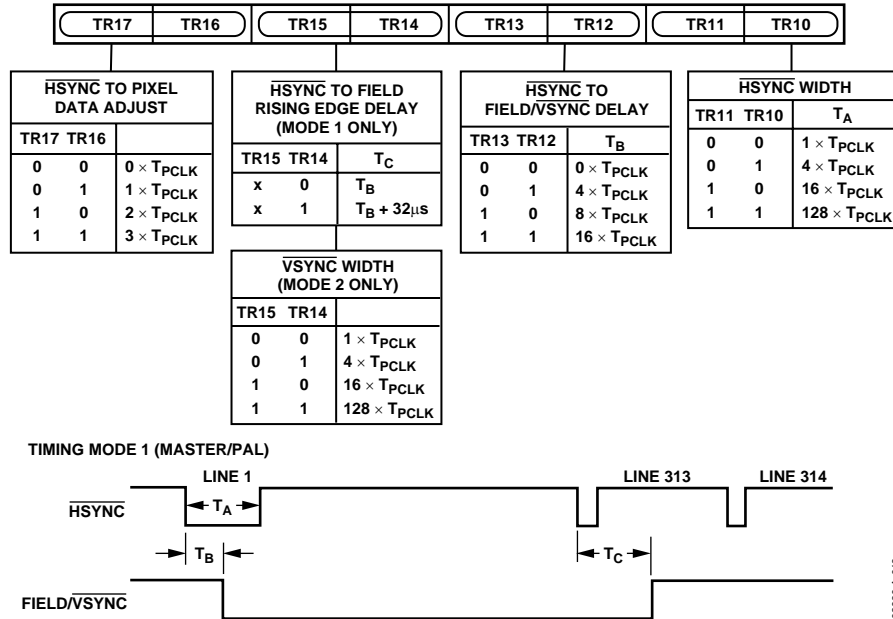 TR17 TR16 TR15 TR14 TR13 TR12 TR11 TR10
HSYNC TO PIXEL
DATA ADJUST
TR17 TR16
0 0 0 × TPCLK
0 1 1 × TPCLK
1 0 2 × TPCLK
1 1 3 × TPCLK
HSYNC TO FIELD
RISING EDGE DELAY
(MODE 1 ONLY)
TR15 TR14 TC
x 0 TB
x 1 TB + 32µs
VSYNC WIDTH
(MODE 2 ONLY)
TR15 TR14
0 0 1 × TPCLK
0 1 4 × TPCLK
1 0 16 × TPCLK
1 1 128 × TPCLK
HSYNC TO
FIELD/VSYNC DELAY
TR13 TR12 TB
0 0 0 × TPCLK
0 1 4 × TPCLK
1 0 8 × TPCLK
1 1 16 × TPCLK
HSYNC WIDTH
TR11 TR10 TA
0 0 1 × TPCLK
0 1 4 × TPCLK
1 0 16 × TPCLK
1 1 128 × TPCLK
TIMING MODE 1 (MASTER/PAL)
LINE 1 LINE 313 LINE 314
HSYNC
TA
TB
TC
FIELD/VSYNC